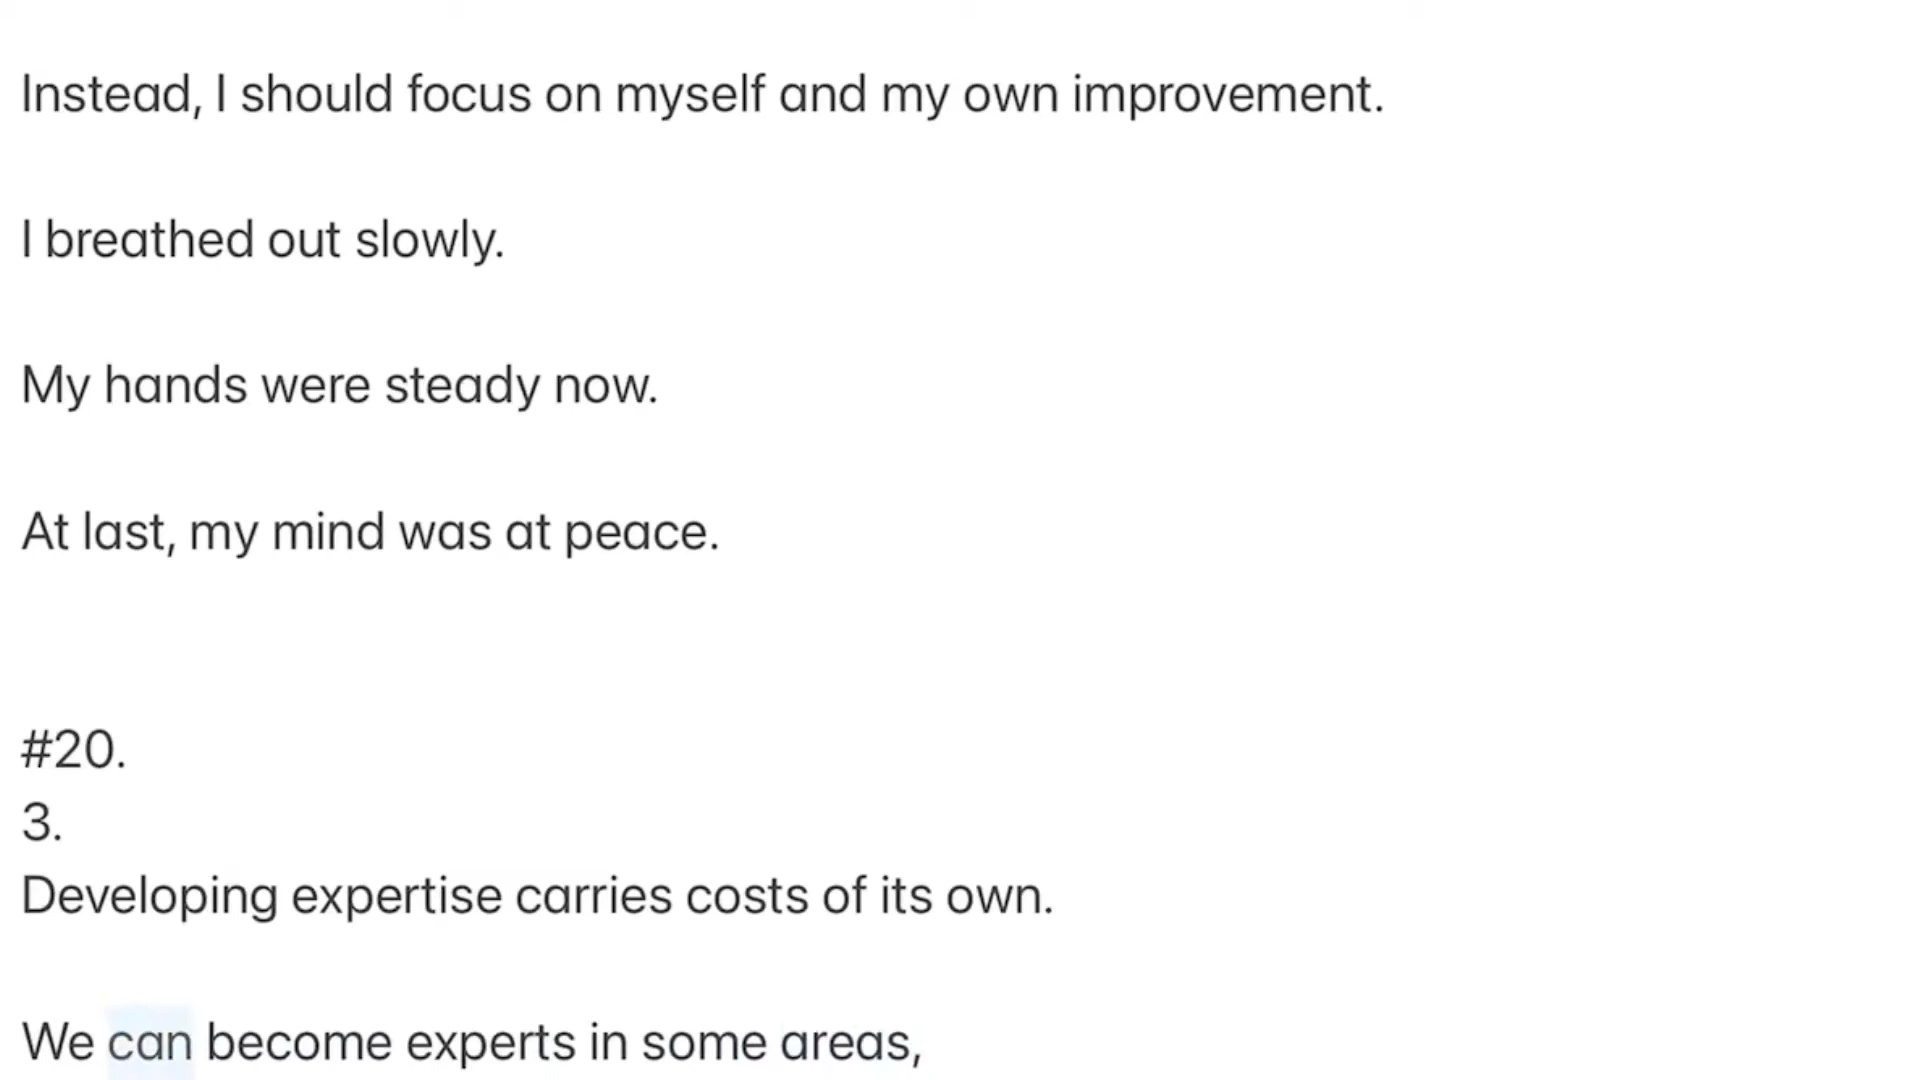 Instead, I should focus on myself and my own improvement.
I breathed out slowly.
My hands were steady now.
At last, my mind was at peace.
#20.
3.
Developing expertise carries costs of its own.
We can become experts in some areas,